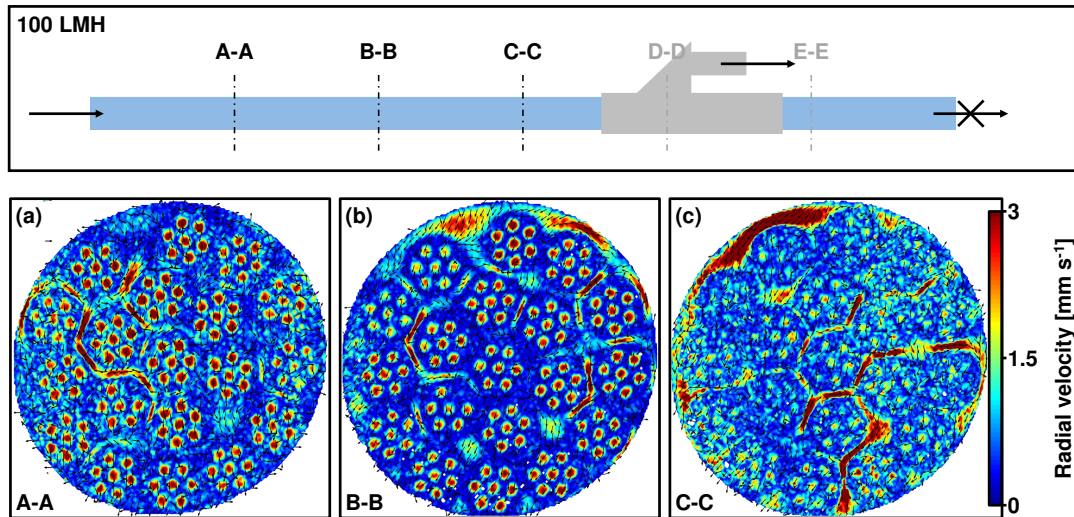 100 LMH
A-A B-B C-C D-D E-E
(a) (b) (c)
A-A B-B C-C
3
1.5
0
Radial velocity [mm s⁻¹]